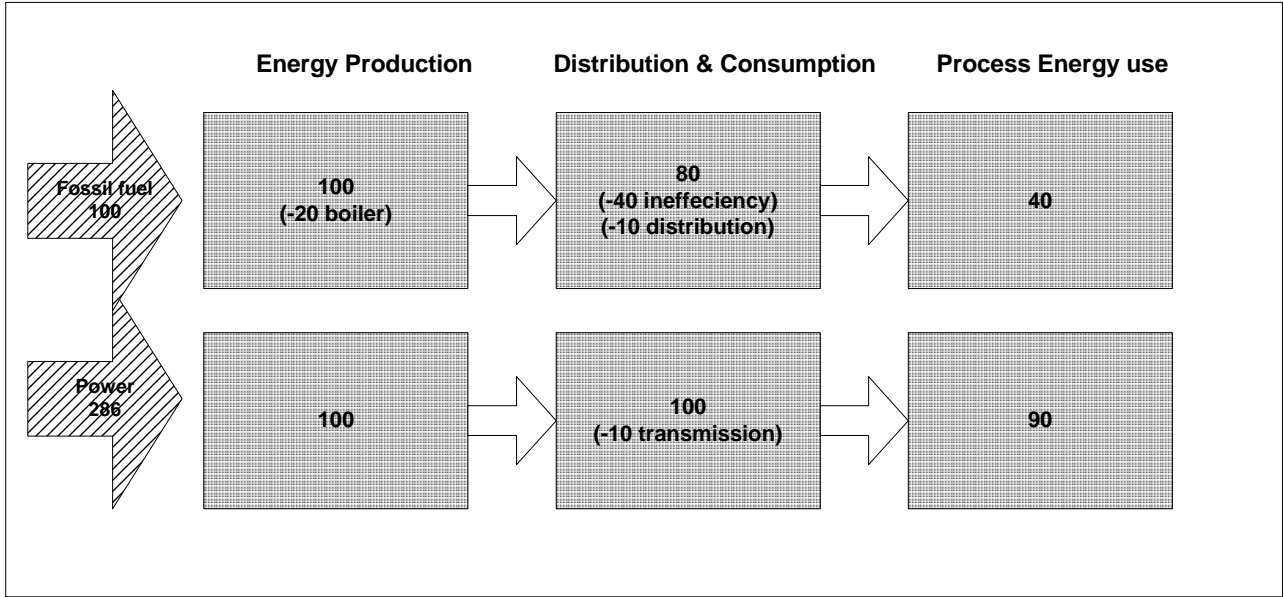 Energy Production
Distribution & Consumption
Process Energy use
Fossil fuel
100
100
(-20 boiler)
80
(-40 ineffeciency)
(-10 distribution)
40
Power
286
100
100
(-10 transmission)
90